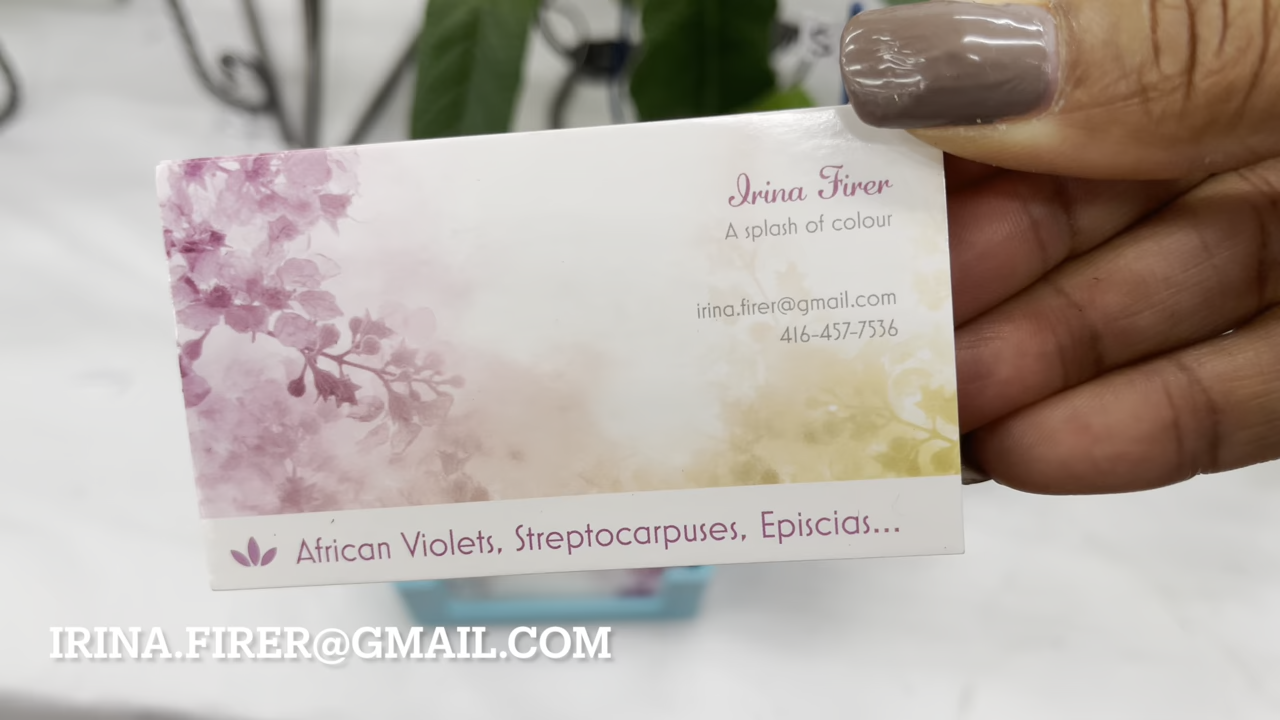 Irina Firer
A splash of colour
irina.firer@gmail.com
416-457-7536
African Violets, Streptocarpuses, Episcias...
IRINA.FIRER@GMAIL.COM